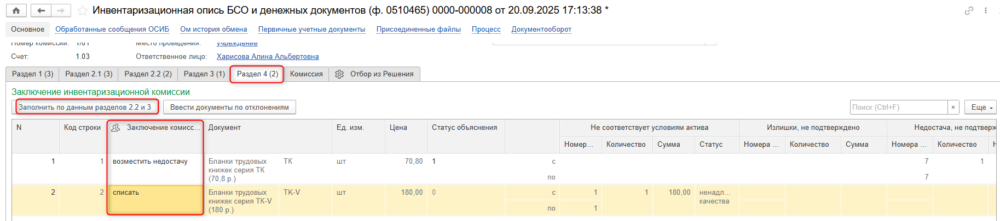 Инвентаризационная опись БСО и денежных документов (ф. 0510465) 0000-000008 от 20.09.2025 17:13:38 *
Основное Обработанные сообщения ОСИБ Ом история обмена Первичные учетные документы Присоединенные файлы Процесс Документооборот
Номер комиссии: 1/01 Место проведения: учреждение
Счет: 1.03 Ответственное лицо: Харисова Алина Альбертовна
Раздел 1 (3) Раздел 2.1 (3) Раздел 2.2 (2) Раздел 3 (1) Раздел 4 (2) Комиссия Отбор из Решения
Заключение инвентаризационной комиссии
Заполнить по данным разделов 2.2 и 3 Ввести документы по отклонениям Поиск (Ctrl+F) × Еще
N Код строки Заключение комисс... Документ Ед. изм. Цена Статус объяснения Не соответствует условиям актива Излишки, не подтверждено Недостача, не подтверж
Номер... Количество Сумма Статус Номера ... Количество Сумма Номера ... Количество
1 1 возместить недостачу Бланки трудовых ТК шт 70,80 1 с 7 1
книжек серия ТК
(70,8 р.) по 7
2 2 списать Бланки трудовых TK-V шт 180,00 0 с 1 1 180,00 ненадл...
книжек серия TK-V качества
(180 р.) по 1